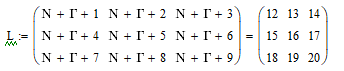 L := ( N + Γ + 1 N + Γ + 2 N + Γ + 3
N + Γ + 4 N + Γ + 5 N + Γ + 6
N + Γ + 7 N + Γ + 8 N + Γ + 9 ) = ( 12 13 14
15 16 17
18 19 20 )